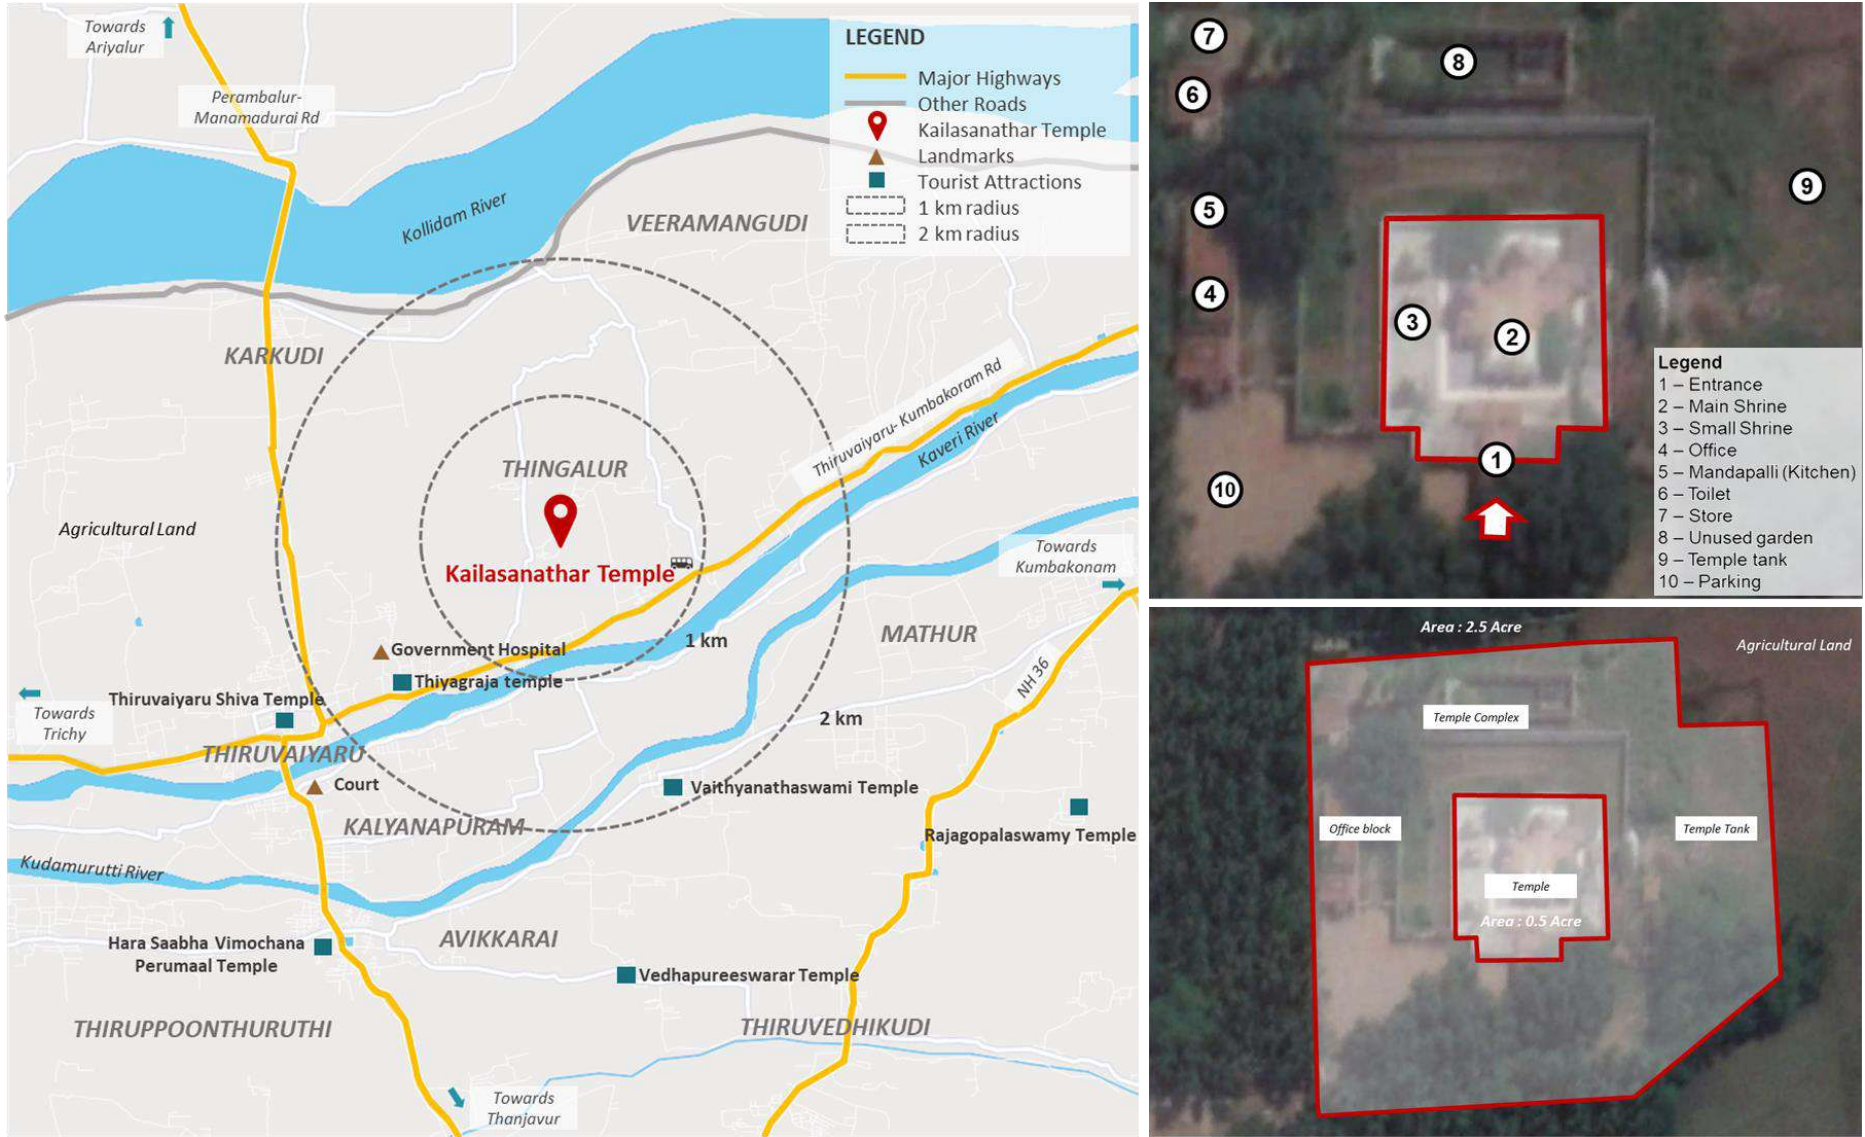 Towards
Ariyalur
Perambalur-
Manamadurai Rd
LEGEND
Major Highways
Other Roads
Kailasanathar Temple
Landmarks
Tourist Attractions
1 km radius
2 km radius
Kollidam River
VEERAMANGUDI
KARKUDI
Thiruvaiyaru- Kumbakoram Rd
Kaveri River
THINGALUR
Agricultural Land
Kailasanathar Temple
Towards
Kumbakonam
MATHUR
1 km
Government Hospital
Thiyagraja temple
NH 36
Thiruvaiyaru Shiva Temple
Towards
Trichy
2 km
THIRUVAIYARU
Court
Vaithyanathaswami Temple
KALYANAPURAM
Rajagopalaswamy Temple
Kudamurutti River
AVIKKARAI
Hara Saabha Vimochana
Perumaal Temple
Vedhapureeswarar Temple
THIRUPPOONTHURUTHI
THIRUVEDHIKUDI
Towards
Thanjavur
7
8
6
9
5
4
3
2
1
10
Legend
1 – Entrance
2 – Main Shrine
3 – Small Shrine
4 – Office
5 – Mandapalli (Kitchen)
6 – Toilet
7 – Store
8 – Unused garden
9 – Temple tank
10 – Parking
Area : 2.5 Acre
Agricultural Land
Temple Complex
Office block
Temple Tank
Temple
Area : 0.5 Acre